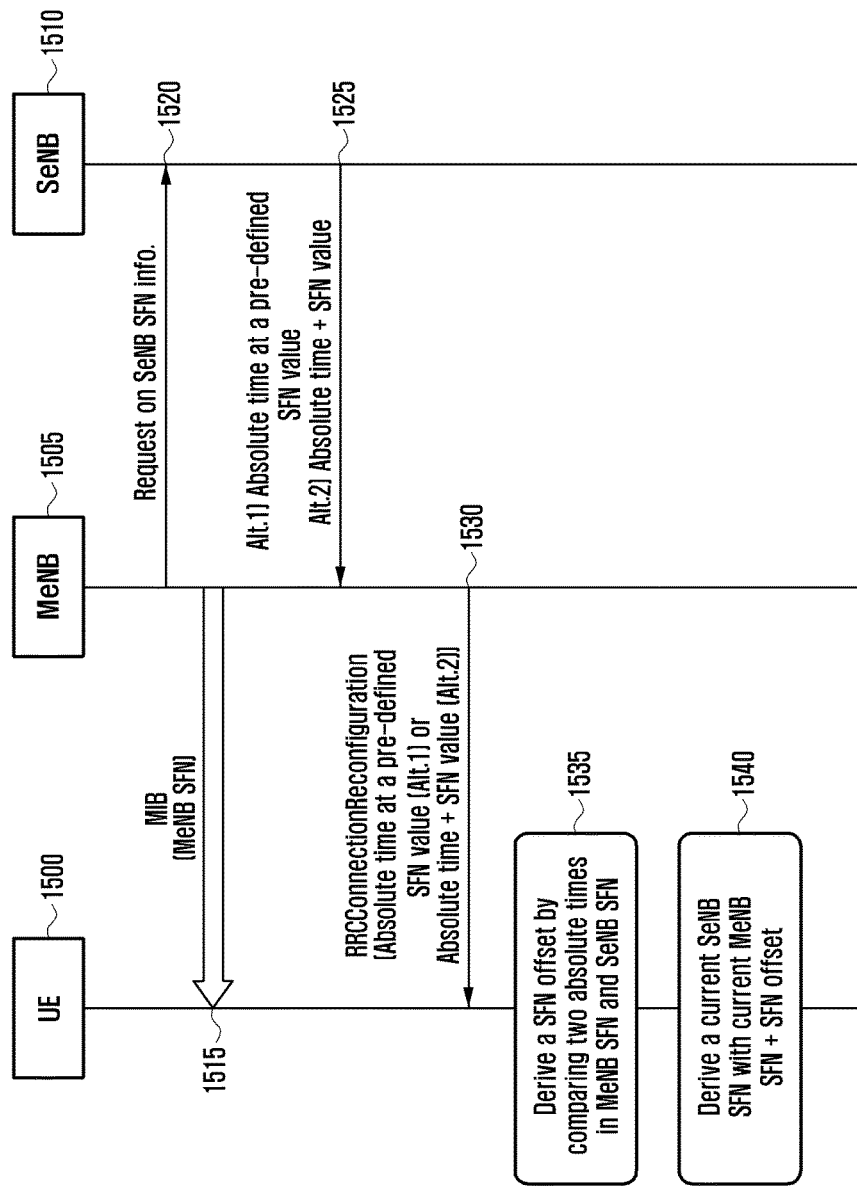 UE
1500
MeNB
1505
SeNB
1510
Request on SeNB SFN info.
1520
MIB
(MeNB SFN)
1515
Alt.1) Absolute time at a pre-defined
SFN value
Alt.2) Absolute time + SFN value
1525
RRCConnectionReconfiguration
(Absolute time at a pre-defined
SFN value (Alt.1) or
Absolute time + SFN value (Alt.2))
1530
Derive a SFN offset by
comparing two absolute times
in MeNB SFN and SeNB SFN
1535
Derive a current SeNB
SFN with current MeNB
SFN + SFN offset
1540